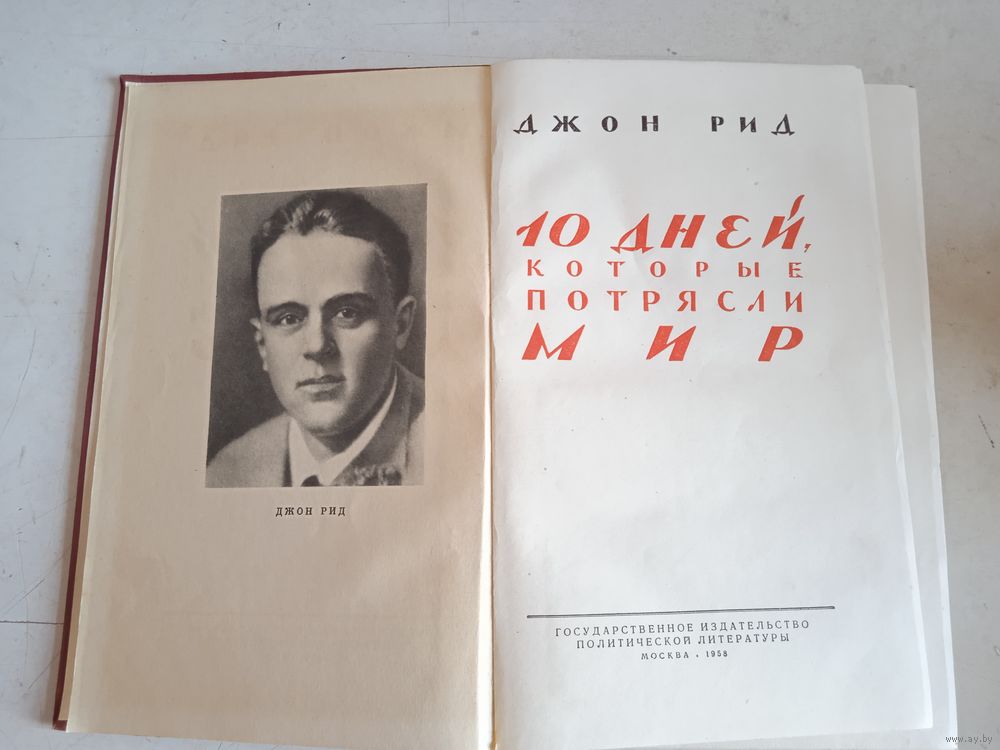 ДЖОН РИД
ДЖОН РИД
10 ДНЕЙ,
КОТОРЫЕ
ПОТРЯСЛИ
МИР
ГОСУДАРСТВЕННОЕ ИЗДАТЕЛЬСТВО
ПОЛИТИЧЕСКОЙ ЛИТЕРАТУРЫ
МОСКВА • 1958
www.ay.by